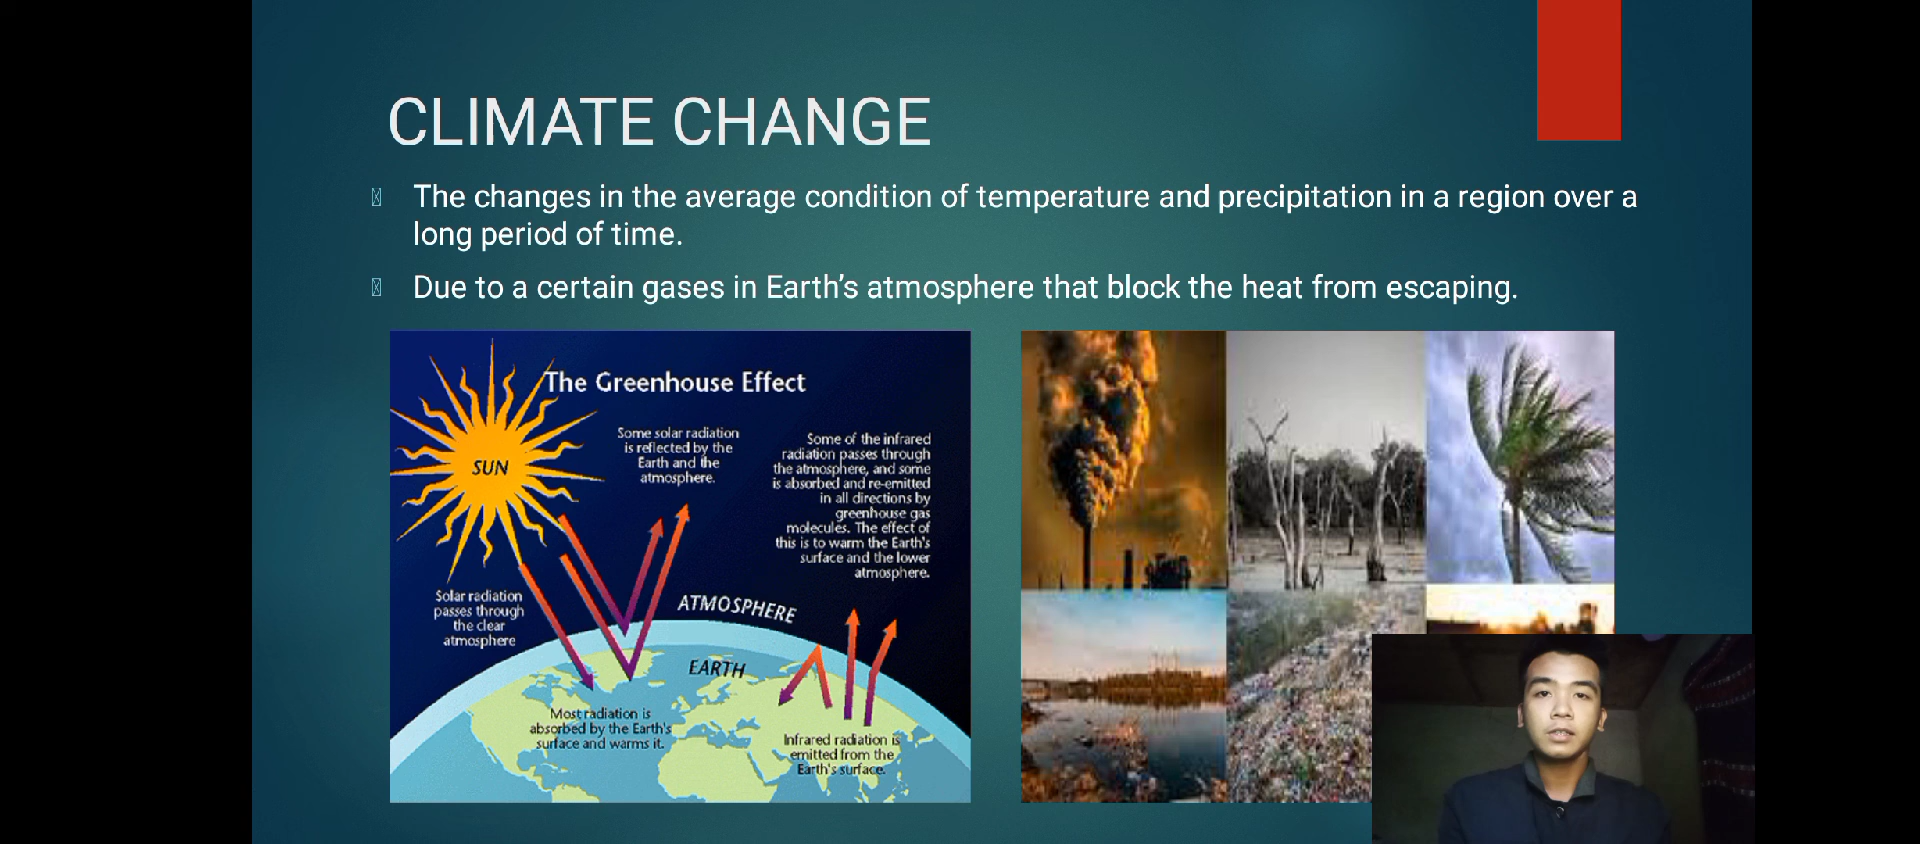 CLIMATE CHANGE
The changes in the average condition of temperature and precipitation in a region over a
long period of time.
Due to a certain gases in Earth's atmosphere that block the heat from escaping.
The Greenhouse Effect
SUN
Some solar radiation
is reflected by the
Earth and the
atmosphere.
Some of the infrared
radiation passes through
the atmosphere, and some
is absorbed and re-emitted
in all directions by
greenhouse gas
molecules. The effect of
this is to warm the Earth's
surface and the lower
atmosphere.
Solar radiation
passes through
the clear
atmosphere
ATMOSPHERE
EARTH
Most radiation is
absorbed by the Earth's
surface and warms it.
Infrared radiation is
emitted from the
Earth's surface.